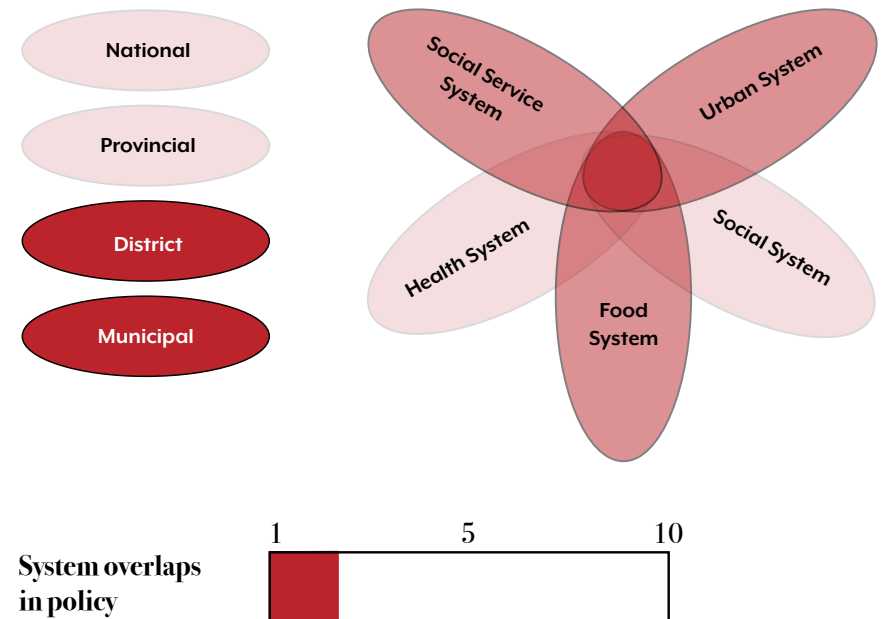 National
Provincial
District
Municipal
Social Service
System
Urban System
Health System
Social System
Food
System
1 5 10
System overlaps
in policy